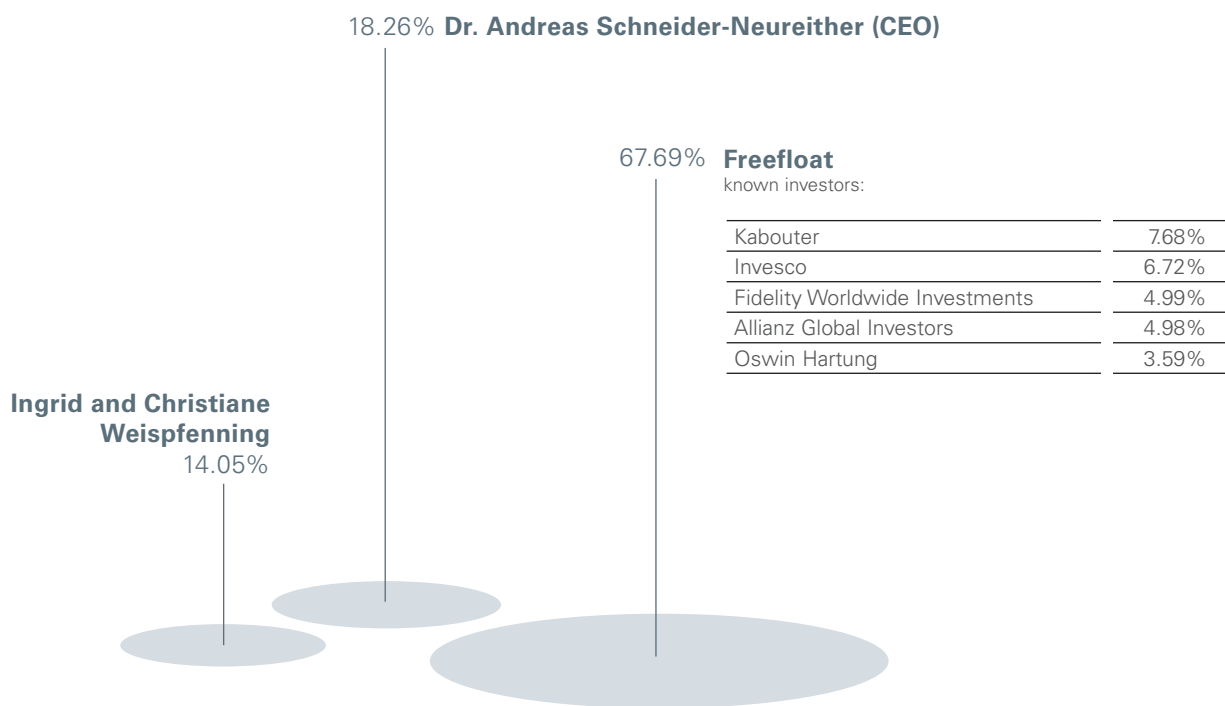 18.26% Dr. Andreas Schneider-Neureither (CEO)
67.69% Freefloat
known investors:
Kabouter 7.68%
Invesco 6.72%
Fidelity Worldwide Investments 4.99%
Allianz Global Investors 4.98%
Oswin Hartung 3.59%
Ingrid and Christiane
Weispfenning
14.05%